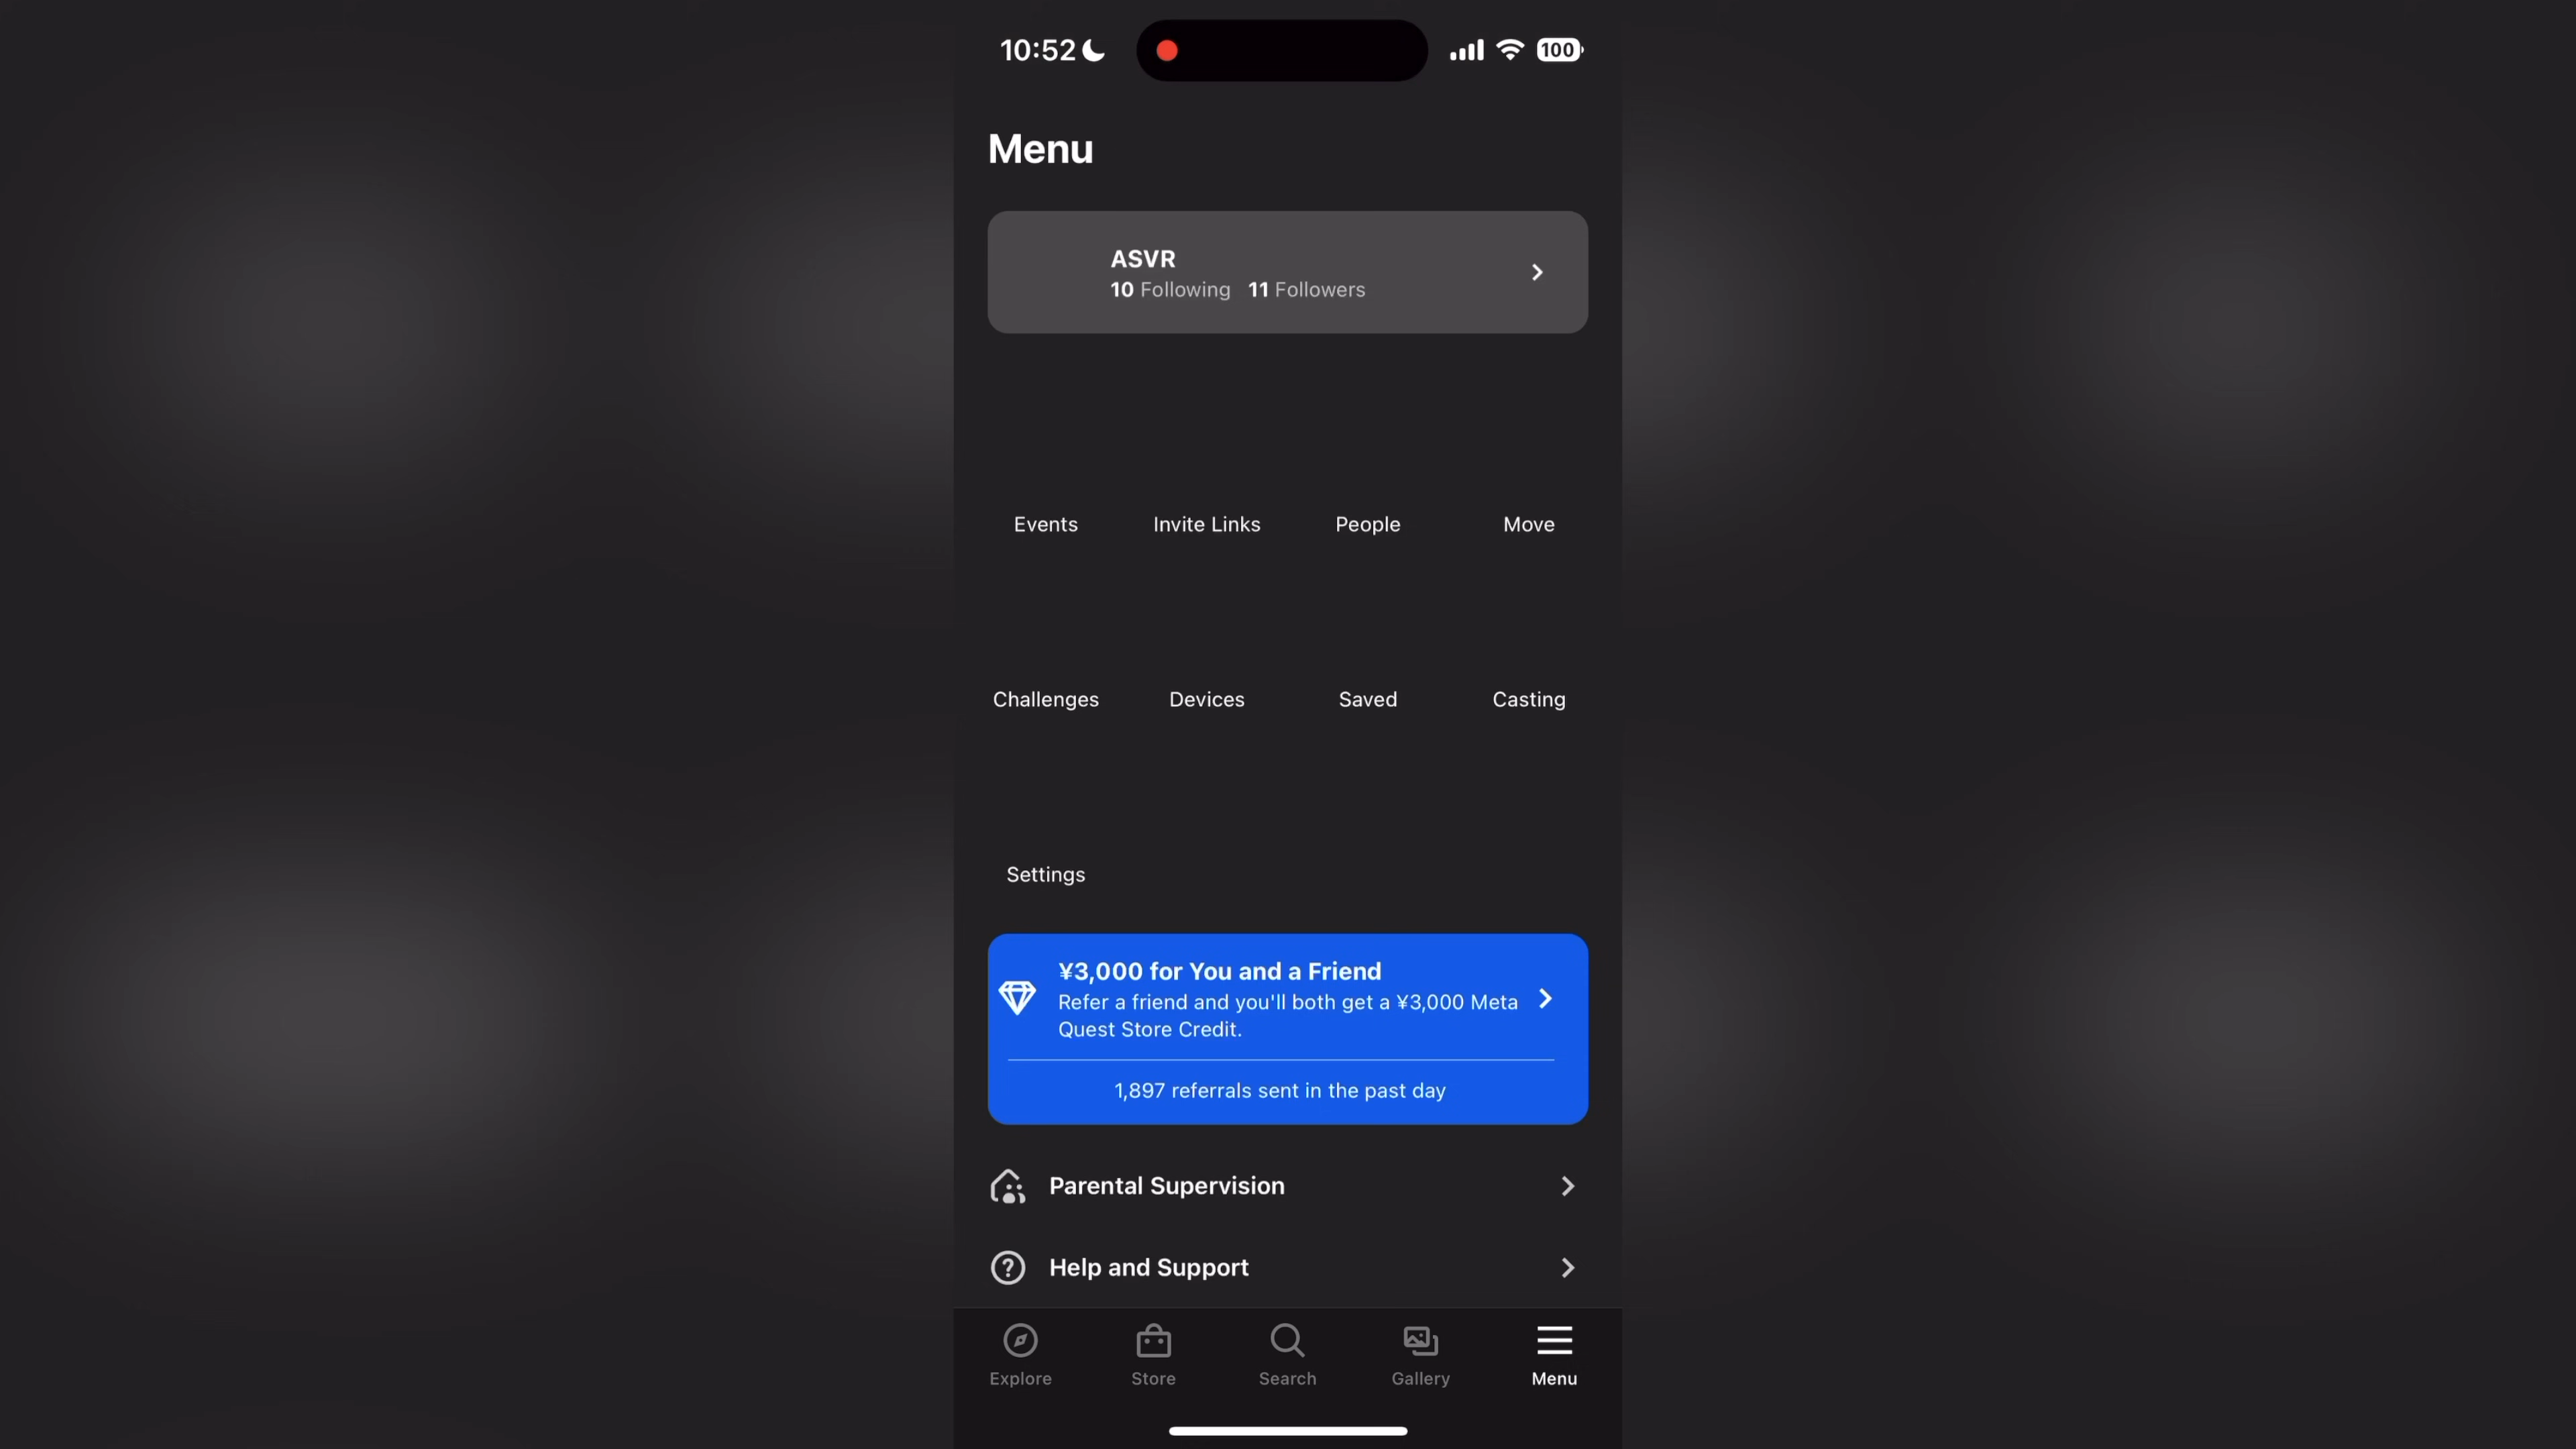 10:52
100
Menu
ASVR
10 Following 11 Followers
Events Invite Links People Move
Challenges Devices Saved Casting
Settings
¥3,000 for You and a Friend
Refer a friend and you'll both get a ¥3,000 Meta
Quest Store Credit.
1,897 referrals sent in the past day
Parental Supervision
Help and Support
Explore Store Search Gallery Menu